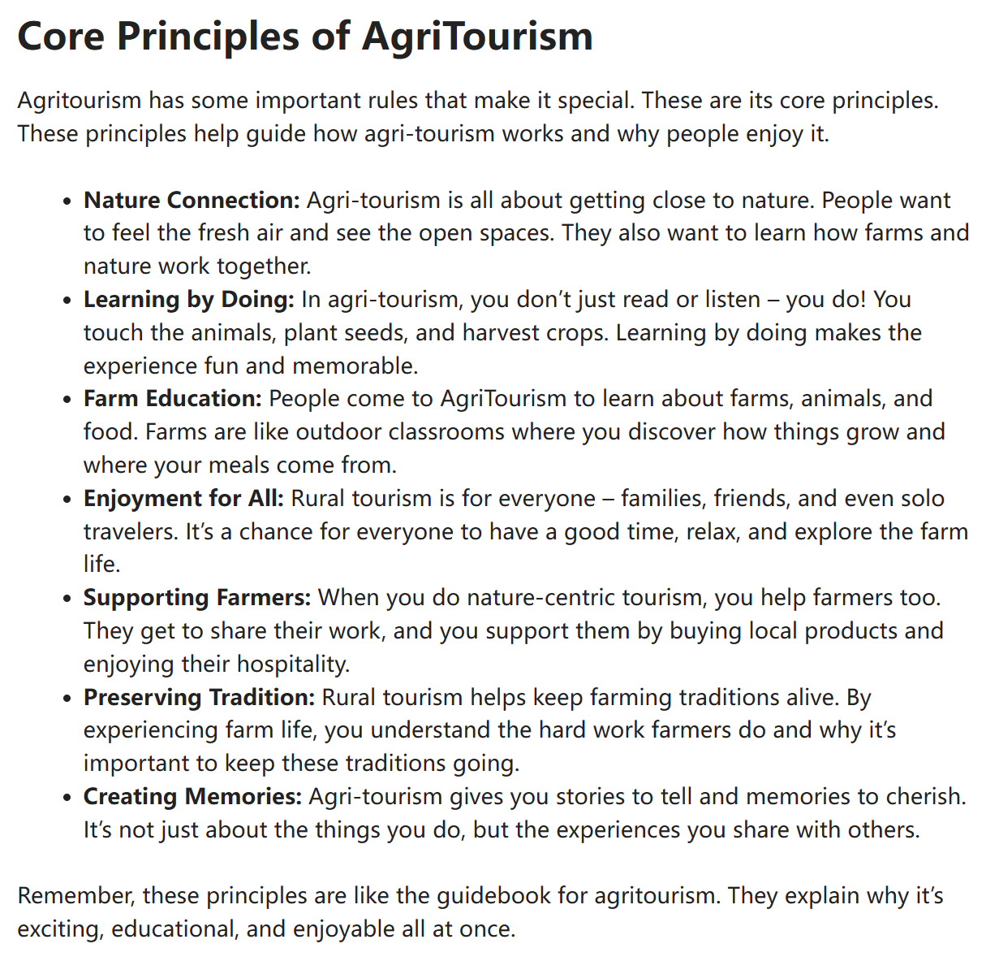 Core Principles of AgriTourism
Agritourism has some important rules that make it special. These are its core principles.
These principles help guide how agri-tourism works and why people enjoy it.
• Nature Connection: Agri-tourism is all about getting close to nature. People want
to feel the fresh air and see the open spaces. They also want to learn how farms and
nature work together.
• Learning by Doing: In agri-tourism, you don’t just read or listen – you do! You
touch the animals, plant seeds, and harvest crops. Learning by doing makes the
experience fun and memorable.
• Farm Education: People come to AgriTourism to learn about farms, animals, and
food. Farms are like outdoor classrooms where you discover how things grow and
where your meals come from.
• Enjoyment for All: Rural tourism is for everyone – families, friends, and even solo
travelers. It’s a chance for everyone to have a good time, relax, and explore the farm
life.
• Supporting Farmers: When you do nature-centric tourism, you help farmers too.
They get to share their work, and you support them by buying local products and
enjoying their hospitality.
• Preserving Tradition: Rural tourism helps keep farming traditions alive. By
experiencing farm life, you understand the hard work farmers do and why it’s
important to keep these traditions going.
• Creating Memories: Agri-tourism gives you stories to tell and memories to cherish.
It’s not just about the things you do, but the experiences you share with others.
Remember, these principles are like the guidebook for agritourism. They explain why it’s
exciting, educational, and enjoyable all at once.